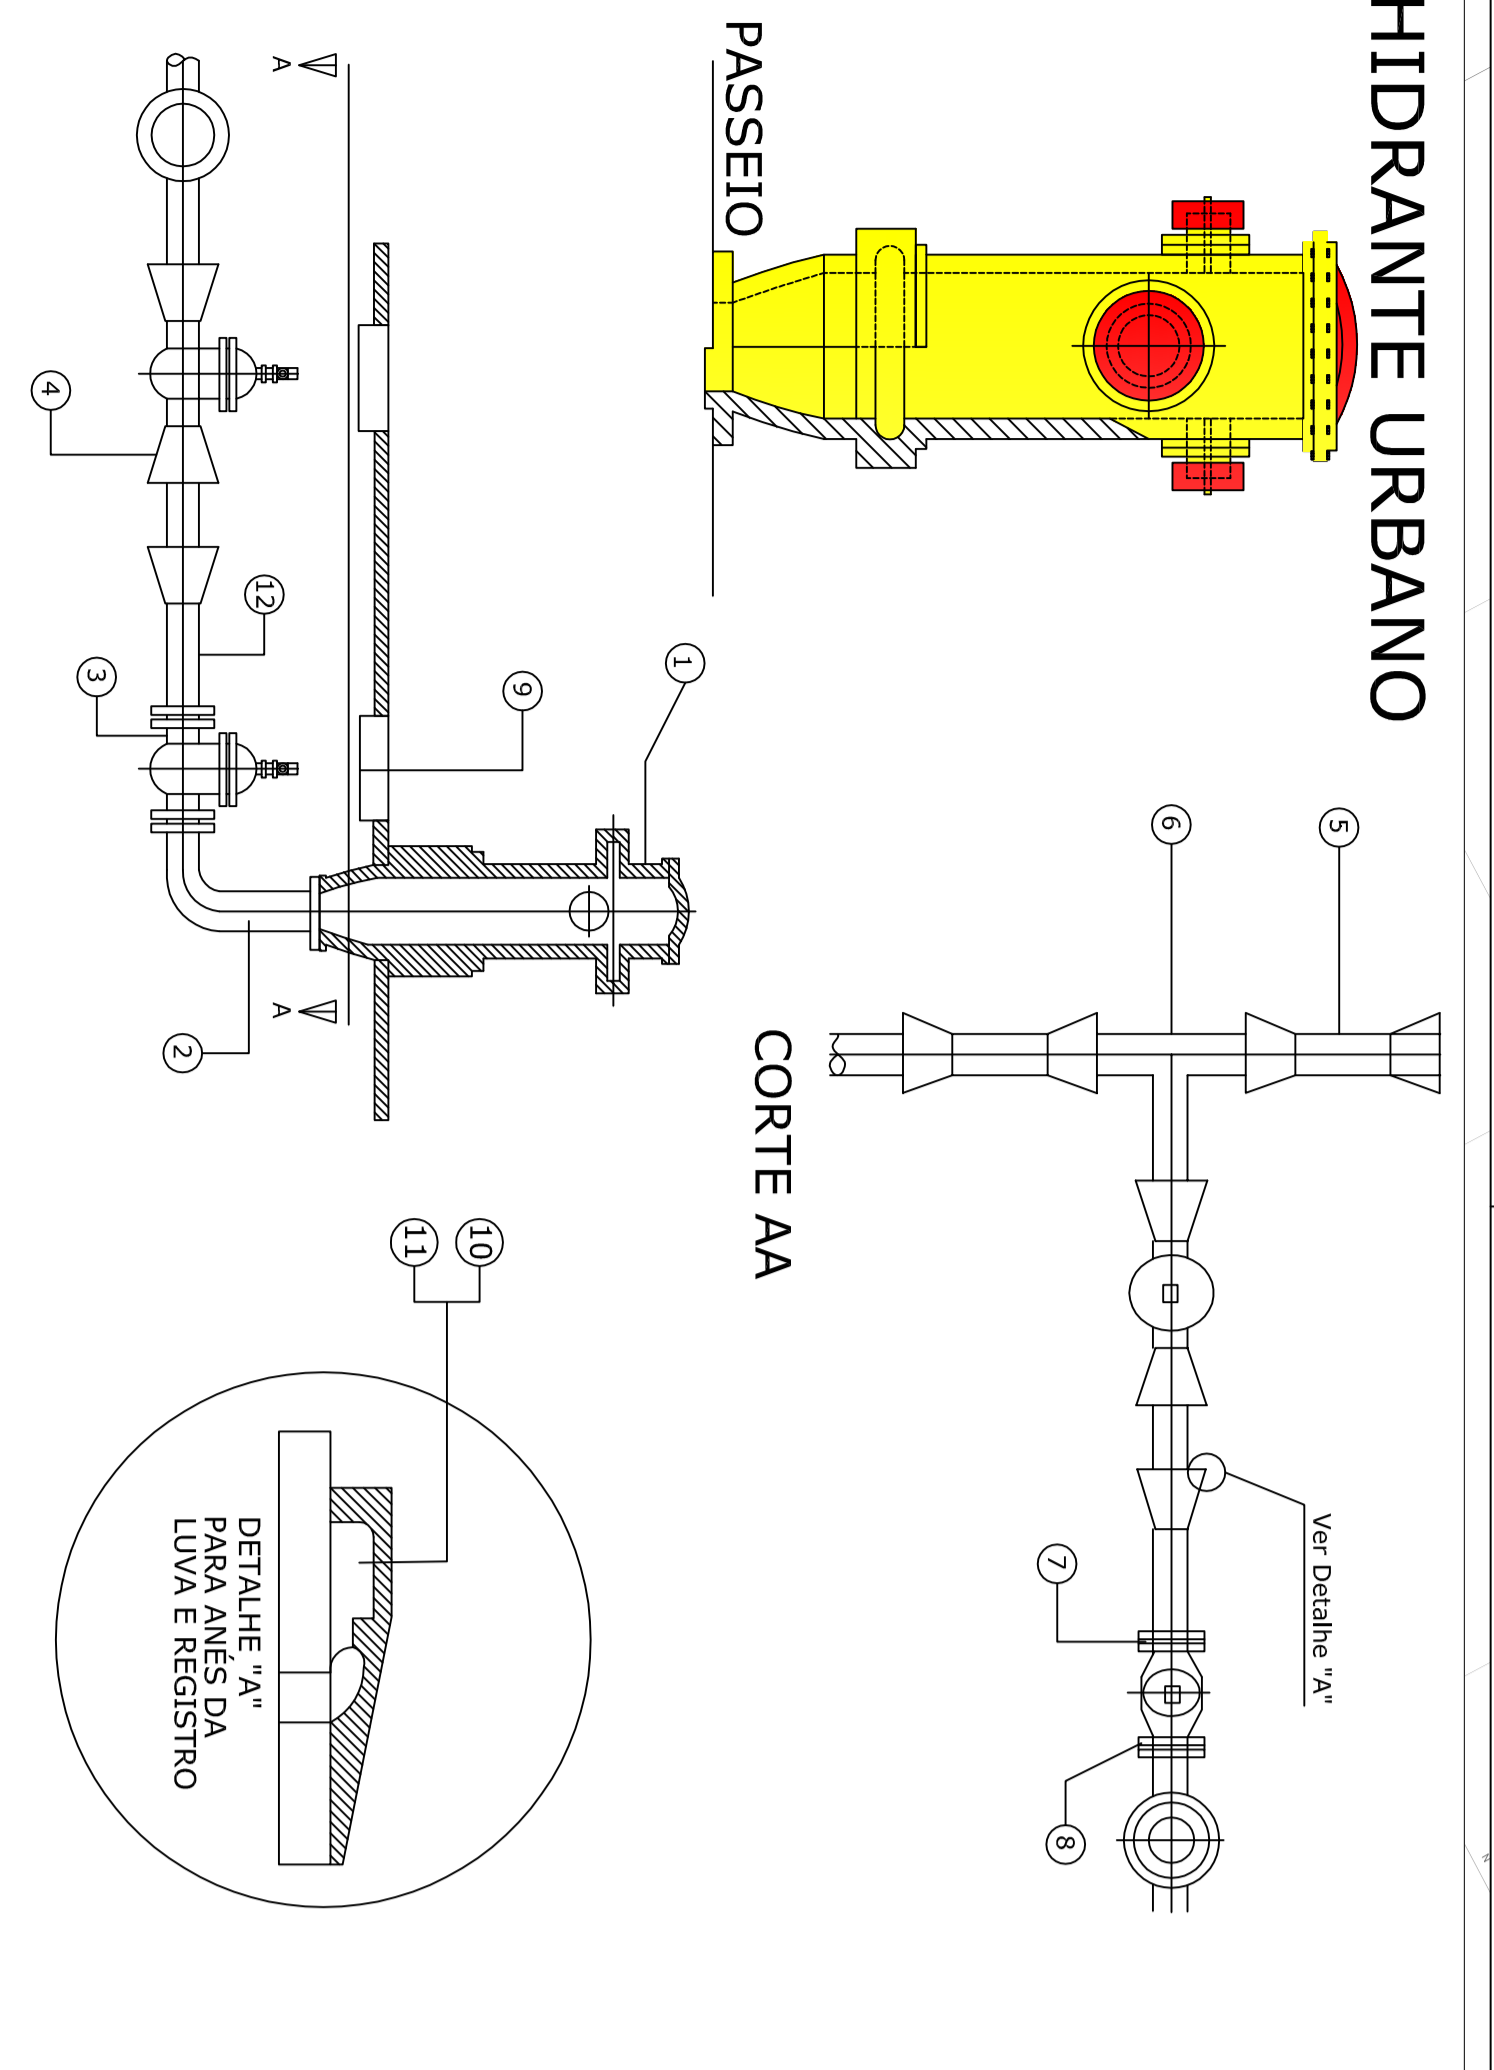 HIDRANTE URBANO
PASSEIO
1
9
12
3
4
2
A
A
5
6
CORTE AA
Ver Detalhe "A"
7
8
10
11
DETALHE "A"
PARA ANÉS DA
LUVA E REGISTRO